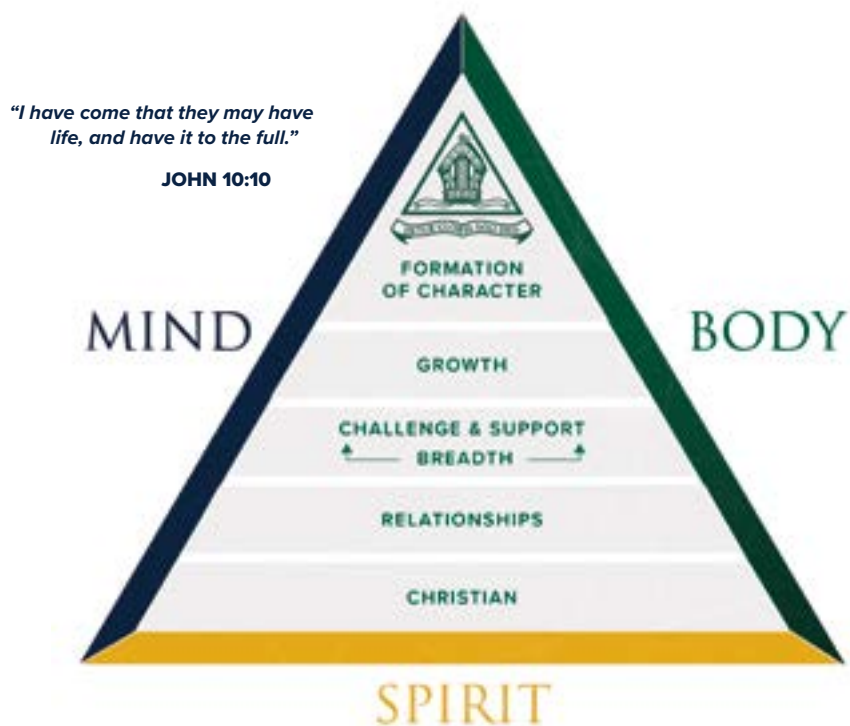 “I have come that they may have
life, and have it to the full.”
JOHN 10:10
FORMATION
OF CHARACTER
MIND
BODY
GROWTH
CHALLENGE & SUPPORT
BREADTH
RELATIONSHIPS
CHRISTIAN
SPIRIT